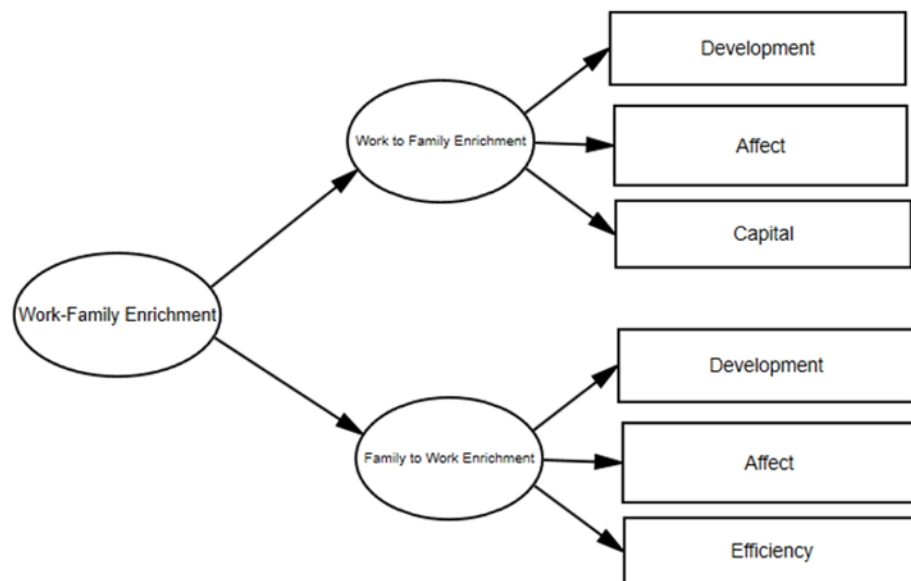 Development
Work to Family Enrichment
Affect
Capital
Work-Family Enrichment
Development
Family to Work Enrichment
Affect
Efficiency